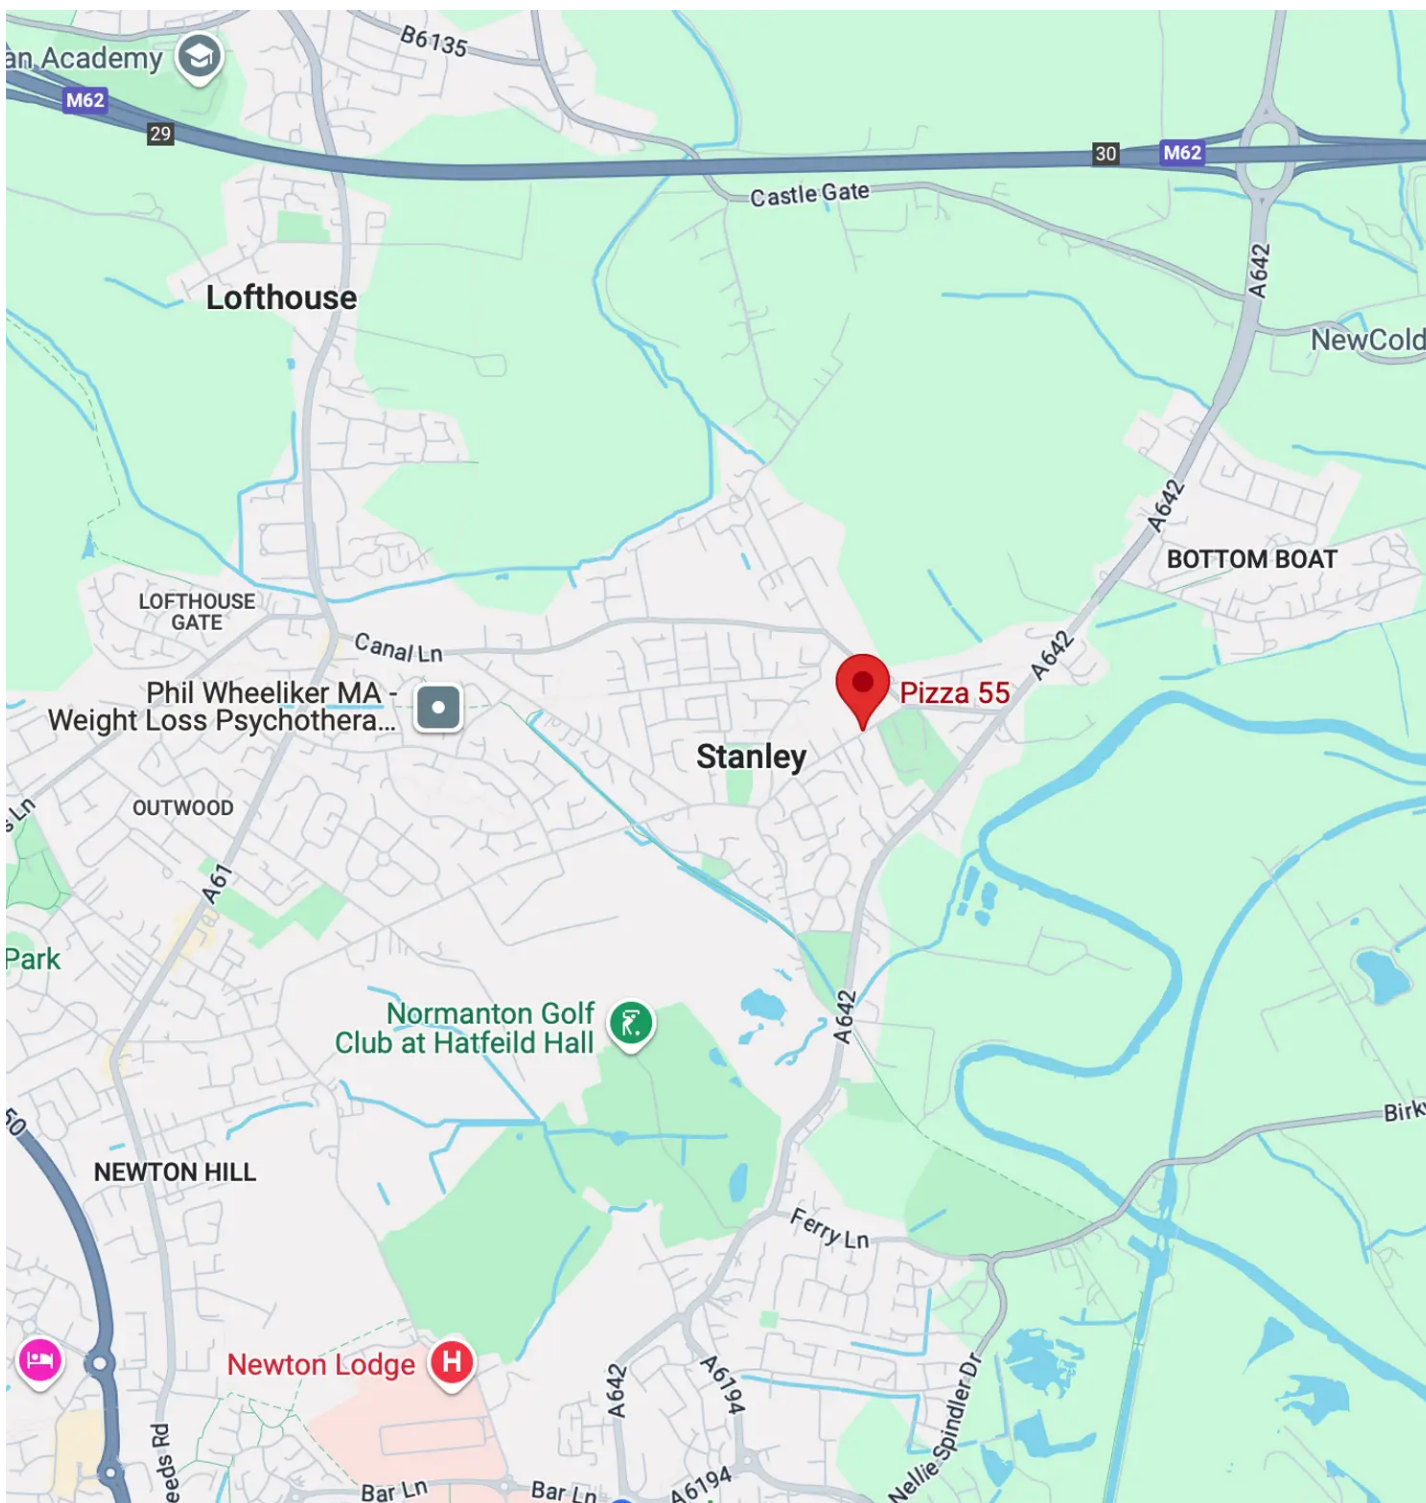 B6135
an Academy
M62
29
30
M62
Castle Gate
A642
Lofthouse
NewCold
A642
BOTTOM BOAT
LOFTHOUSE
GATE
Canal Ln
A642
Phil Wheeliker MA -
Weight Loss Psychothera...
Pizza 55
Stanley
OUTWOOD
s Ln
A61
Park
Normanton Golf
Club at Hatfeild Hall
A642
50
Birkw
NEWTON HILL
Ferry Ln
Newton Lodge
H
A642
A6194
Nellie Spindler Dr
eeds Rd
Bar Ln
Bar Ln
A6194